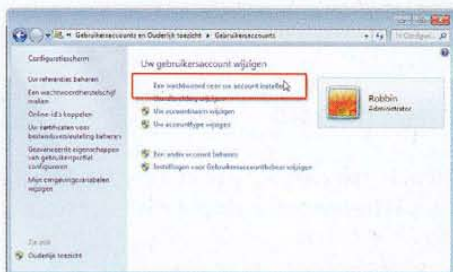 « Gebruikersaccounts en Ouderlijk toezicht ▸ Gebruikersaccounts
Configuratiescherm
Uw referenties beheren
Een wachtwoordherstelschijf
maken
Online-id's koppelen
Uw certificaten voor
bestandsversleuteling beheren
Geavanceerde eigenschappen
van gebruikersprofiel
configureren
Mijn omgevingsvariabelen
wijzigen
Zie ook
Ouderlijk toezicht
Uw gebruikersaccount wijzigen
Een wachtwoord voor uw account instellen
Uw accountnaam wijzigen
Uw accounttype wijzigen
Een ander account beheren
Instellingen voor Gebruikersaccountbeheer wijzigen
Robbin
Administrator